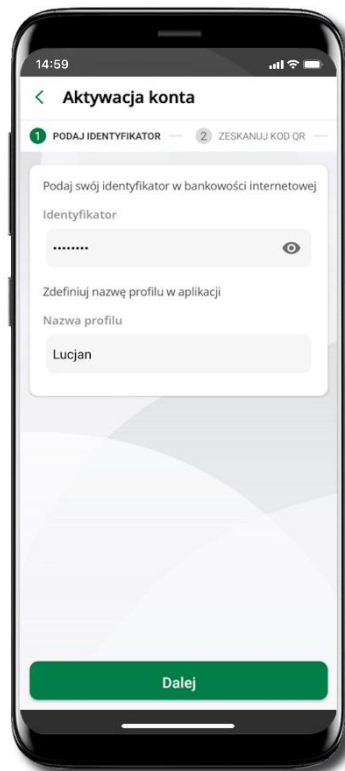 14:59
Aktywacja konta
1 PODAJ IDENTYFIKATOR 2 ZESKANUJ KOD QR
Podaj swój identyfikator w bankowości internetowej
Identyfikator
••••••••
Zdefiniuj nazwę profilu w aplikacji
Nazwa profilu
Lucjan
Dalej